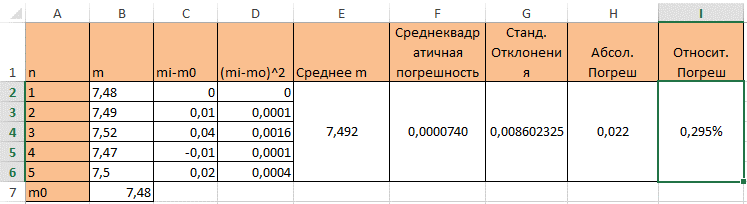 A B C D E F G H I
1 n m mi-m0 (mi-mo)^2 Среднее m Среднеквадр атичная погрешность Станд. Отклонени я Абсол. Погреш Относит. Погреш
2 1 7,48 0 0
3 2 7,49 0,01 0,0001
4 3 7,52 0,04 0,0016 7,492 0,0000740 0,008602325 0,022 0,295%
5 4 7,47 -0,01 0,0001
6 5 7,5 0,02 0,0004
7 m0 7,48